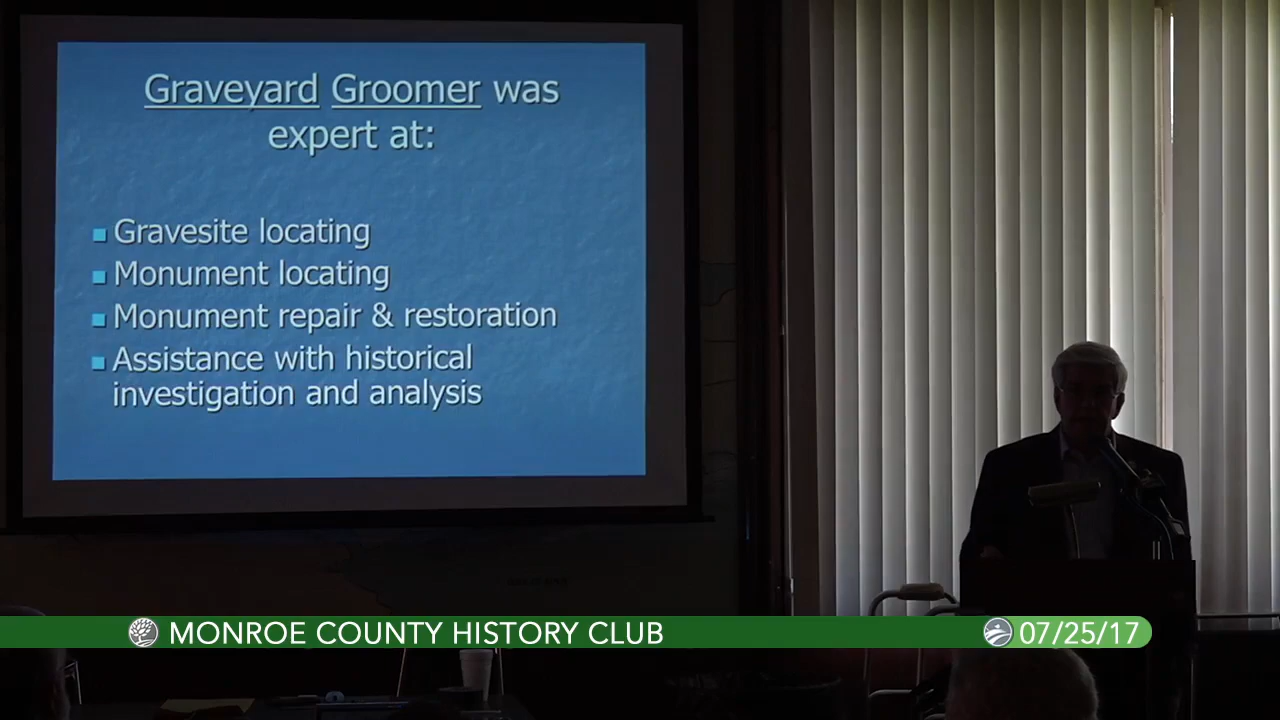 Graveyard Groomer was
expert at:
Gravesite locating
Monument locating
Monument repair & restoration
Assistance with historical
investigation and analysis
MONROE COUNTY HISTORY CLUB
07/25/17